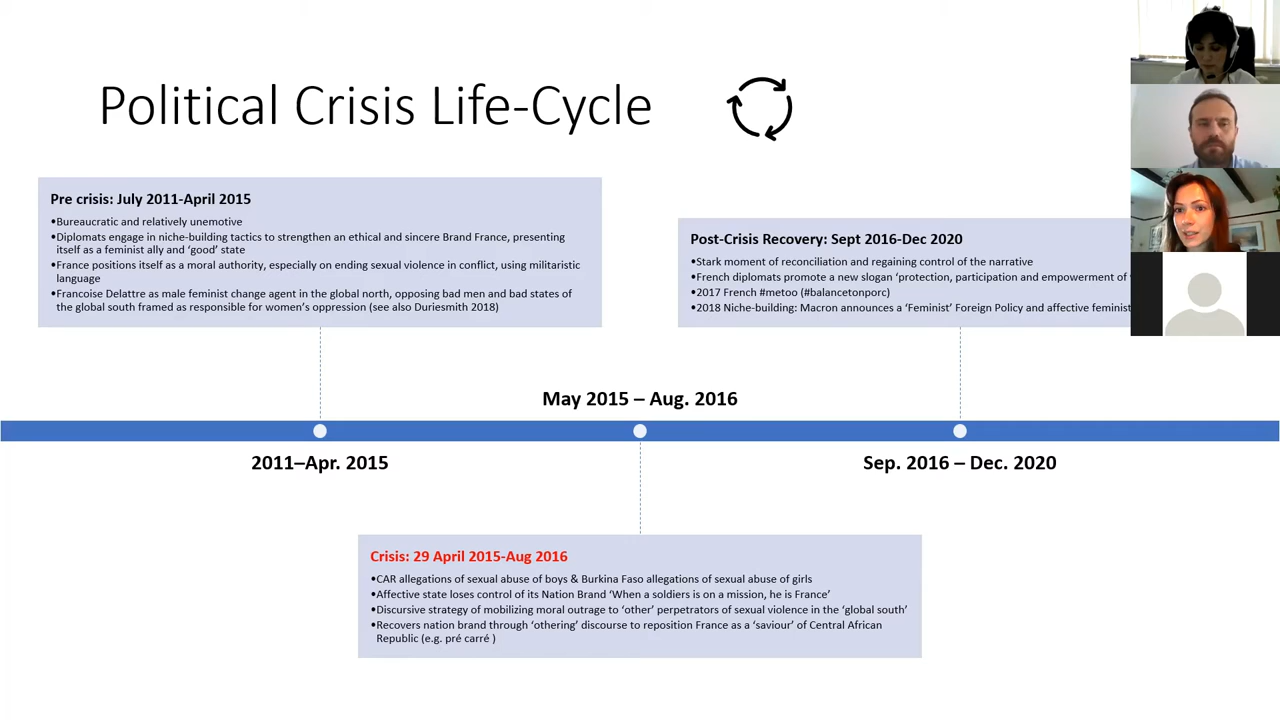 Political Crisis Life-Cycle
Pre crisis: July 2011-April 2015
•Bureaucratic and relatively unemotive
•Diplomats engage in niche-building tactics to strengthen an ethical and sincere Brand France, presenting
itself as a feminist ally and ‘good’ state
•France positions itself as a moral authority, especially on ending sexual violence in conflict, using militaristic
language
•Francoise Delattre as male feminist change agent in the global north, opposing bad men and bad states of
the global south framed as responsible for women’s oppression (see also Duriesmith 2018)
Post-Crisis Recovery: Sept 2016-Dec 2020
•Stark moment of reconciliation and regaining control of the narrative
•French diplomats promote a new slogan ‘protection, participation and empowerment of
•2017 French #metoo (#balancetonporc)
•2018 Niche-building: Macron announces a ‘Feminist’ Foreign Policy and affective feminist
May 2015 – Aug. 2016
2011–Apr. 2015
Sep. 2016 – Dec. 2020
Crisis: 29 April 2015-Aug 2016
•CAR allegations of sexual abuse of boys & Burkina Faso allegations of sexual abuse of girls
•Affective state loses control of its Nation Brand ‘When a soldiers is on a mission, he is France’
•Discursive strategy of mobilizing moral outrage to ‘other’ perpetrators of sexual violence in the ‘global south’
•Recovers nation brand through ‘othering’ discourse to reposition France as a ‘saviour’ of Central African
Republic (e.g. pré carré )